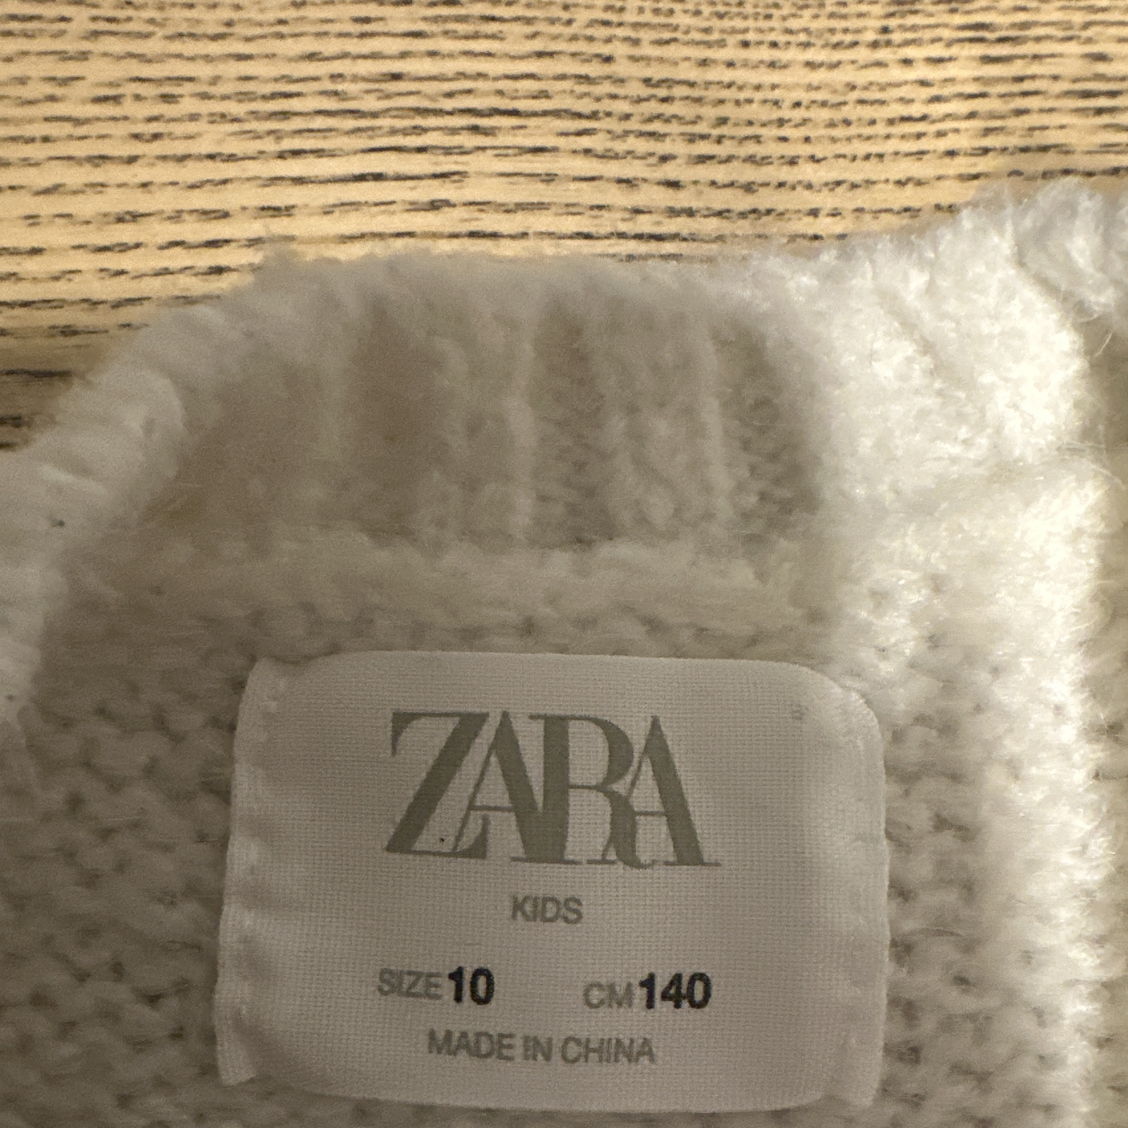 ZARA
KIDS
SIZE 10 CM 140
MADE IN CHINA